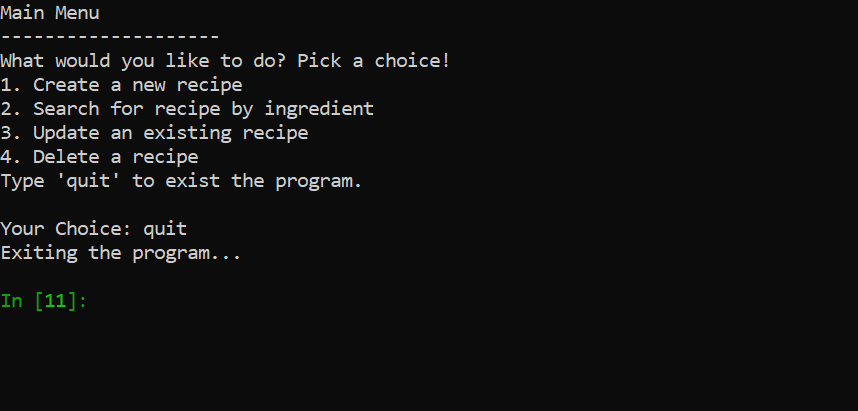 Main Menu
--------------------
What would you like to do? Pick a choice!
1. Create a new recipe
2. Search for recipe by ingredient
3. Update an existing recipe
4. Delete a recipe
Type 'quit' to exist the program.
Your Choice: quit
Exiting the program...
In [11]: